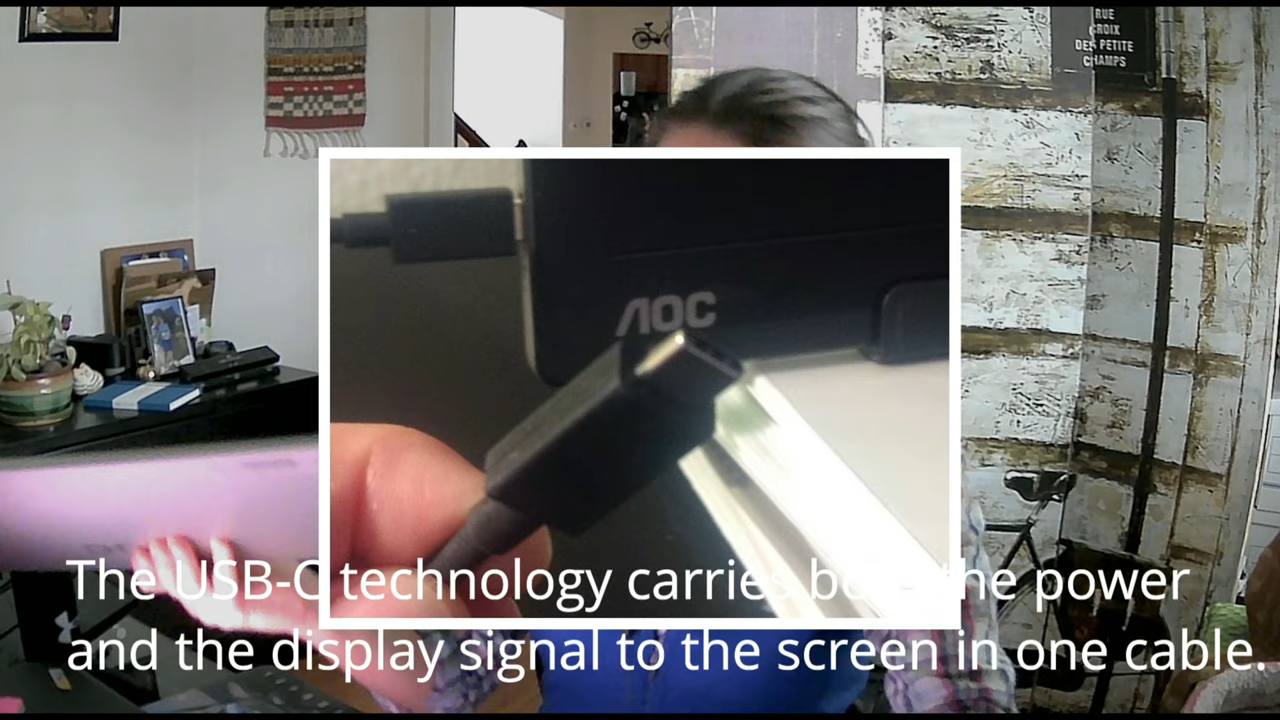 RUE
CROIX
DES PETITE
CHAMPS
AOC
The USB-C technology carries both the power
and the display signal to the screen in one cable.